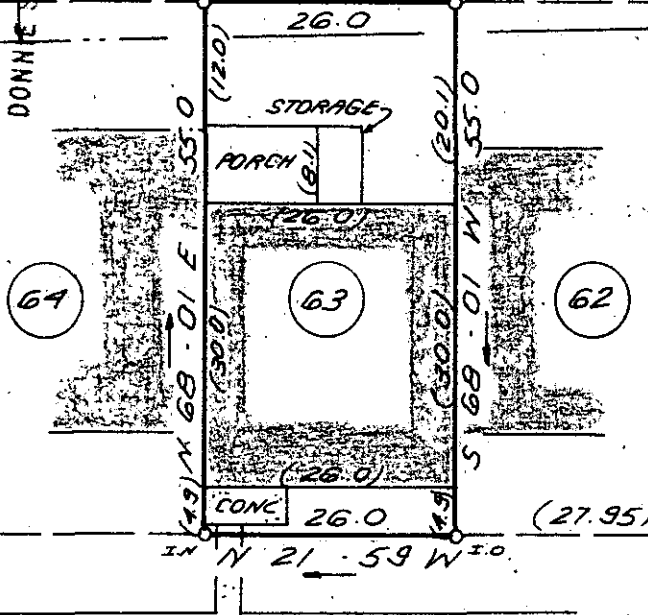 DONNIE
26.0
(12.0)
STORAGE
(20.1)
55.0
55.0
PORCH
(8.1)
(26.0)
64
63
62
N 68-01 E
(30.0)
(30.0)
S 68-01 W
(26.0)
(4.9)
CONC
26.0
(4.9)
(27.95)
I.N
N 21-59 W
I.O.